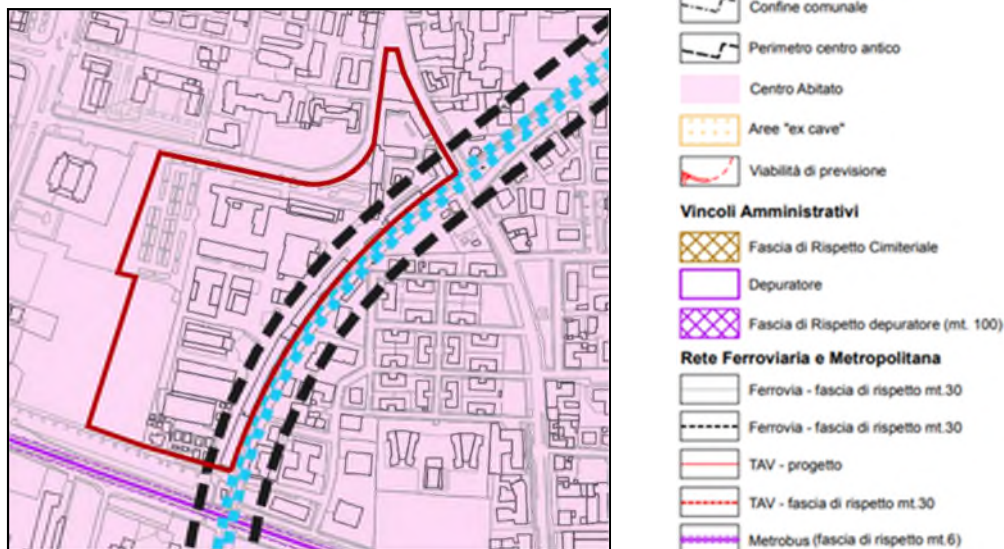 Confine comunale
Perimetro centro antico
Centro Abitato
Aree "ex cave"
Viabilità di previsione
Vincoli Amministrativi
Fascia di Rispetto Cimiteriale
Depuratore
Fascia di Rispetto depuratore (mt. 100)
Rete Ferroviaria e Metropolitana
Ferrovia - fascia di rispetto mt.30
Ferrovia - fascia di rispetto mt.30
TAV - progetto
TAV - fascia di rispetto mt.30
Metrobus (fascia di rispetto mt.6)